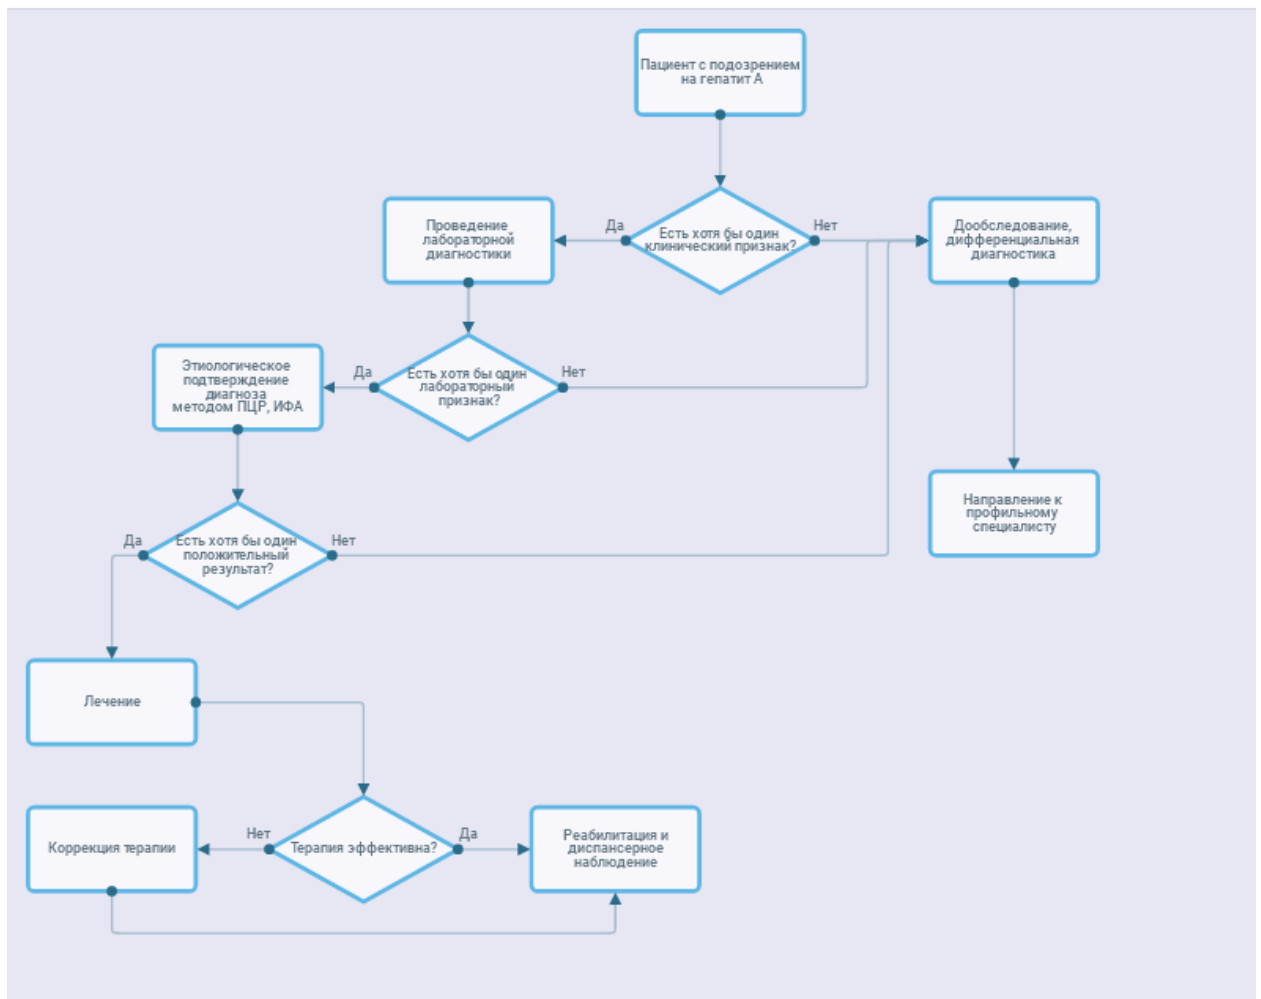 Пациент с подозрением
на гепатит А
Да
Есть хотя бы один
клинический признак?
Нет
Проведение
лабораторной
диагностики
Дообследование,
дифференциальная
диагностика
Да
Есть хотя бы один
лабораторный
признак?
Нет
Этиологическое
подтверждение
диагноза
методом ПЦР, ИФА
Направление к
профильному
специалисту
Да
Есть хотя бы один
положительный
результат?
Нет
Лечение
Коррекция терапии
Нет
Терапия эффективна?
Да
Реабилитация и
диспансерное
наблюдение